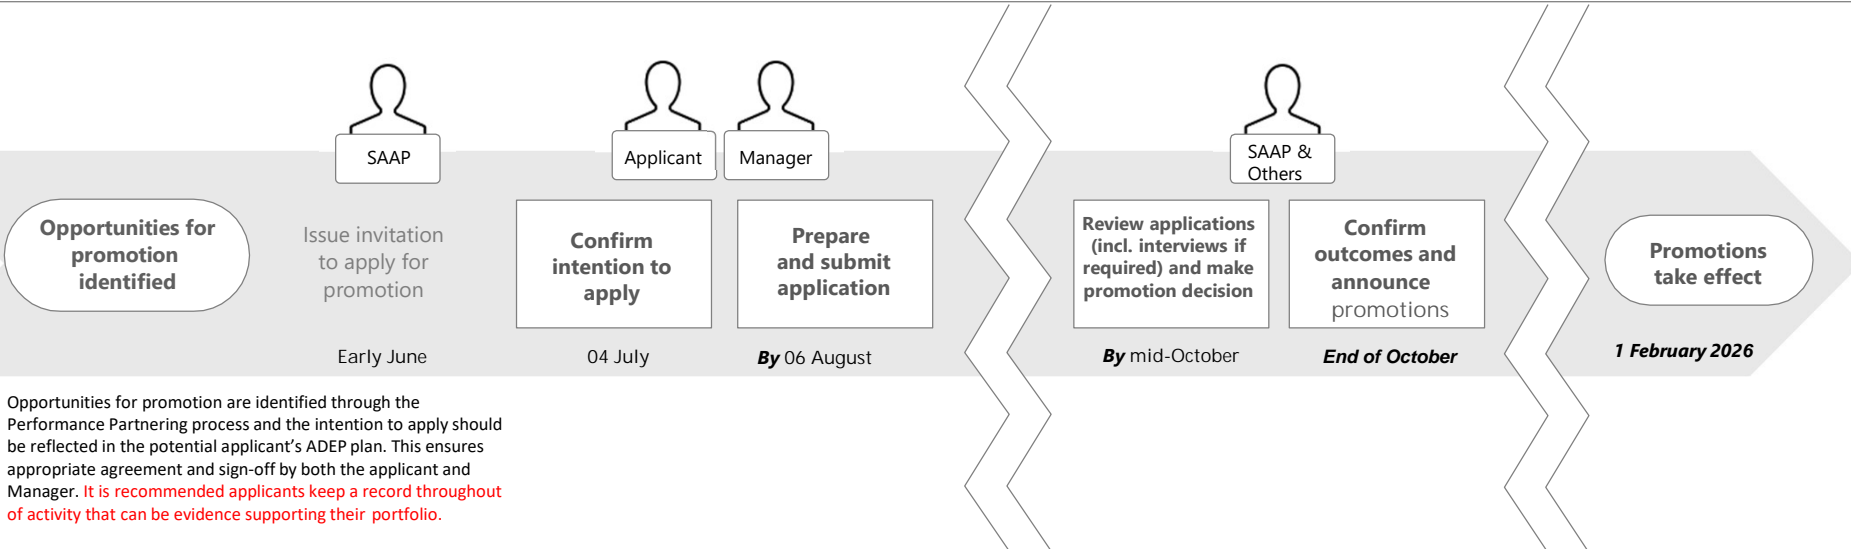 SAAP
Applicant
Manager
SAAP &
Others
Opportunities for
promotion
identified
Issue invitation
to apply for
promotion
Confirm
intention to
apply
Prepare
and submit
application
Review applications
(incl. interviews if
required) and make
promotion decision
Confirm
outcomes and
announce
promotions
Promotions
take effect
Early June
04 July
By 06 August
By mid-October
End of October
1 February 2026
Opportunities for promotion are identified through the
Performance Partnering process and the intention to apply should
be reflected in the potential applicant’s ADEP plan. This ensures
appropriate agreement and sign-off by both the applicant and
Manager. It is recommended applicants keep a record throughout
of activity that can be evidence supporting their portfolio.